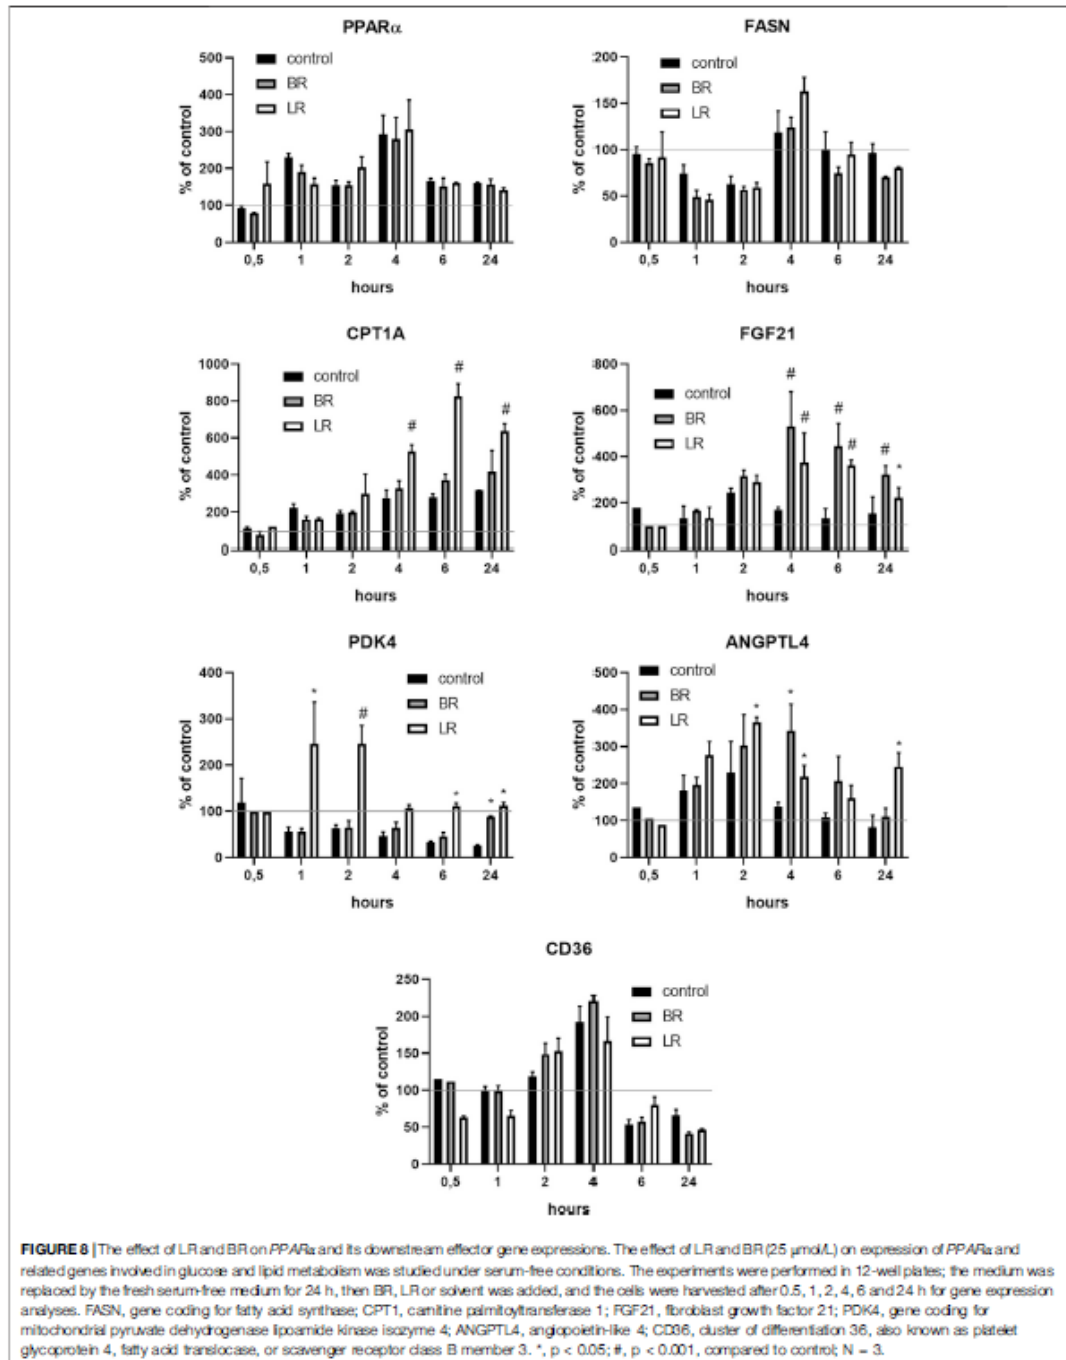 PPARα
500
400
300
200
100
0
% of control
control
BR
LR
0,5 1 2 4 6 24
hours
FASN
200
150
100
50
0
% of control
control
BR
LR
0,5 1 2 4 6 24
hours
CPT1A
1000
800
600
400
200
0
% of control
control
BR
LR
# # #
0,5 1 2 4 6 24
hours
FGF21
800
600
400
200
0
% of control
control
BR
LR
# # # # # *
0,5 1 2 4 6 24
hours
PDK4
400
300
200
100
0
% of control
control
BR
LR
* # * * *
0,5 1 2 4 6 24
hours
ANGPTL4
500
400
300
200
100
0
% of control
control
BR
LR
* * * *
0,5 1 2 4 6 24
hours
CD36
250
200
150
100
50
0
% of control
control
BR
LR
0,5 1 2 4 6 24
hours
FIGURE 8 | The effect of LR and BR on PPARα and its downstream effector gene expressions. The effect of LR and BR (25 μmol/L) on expression of PPARα and
related genes involved in glucose and lipid metabolism was studied under serum-free conditions. The experiments were performed in 12-well plates; the medium was
replaced by the fresh serum-free medium for 24 h, then BR, LR or solvent was added, and the cells were harvested after 0.5, 1, 2, 4, 6 and 24 h for gene expression
analyses. FASN, gene coding for fatty acid synthase; CPT1, carnitine palmitoyltransferase 1; FGF21, fibroblast growth factor 21; PDK4, gene coding for
mitochondrial pyruvate dehydrogenase lipoamide kinase isozyme 4; ANGPTL4, angiopoietin-like 4; CD36, cluster of differentiation 36, also known as platelet
glycoprotein 4, fatty acid translocase, or scavenger receptor class B member 3. *, p < 0.05; #, p < 0.001, compared to control; N = 3.